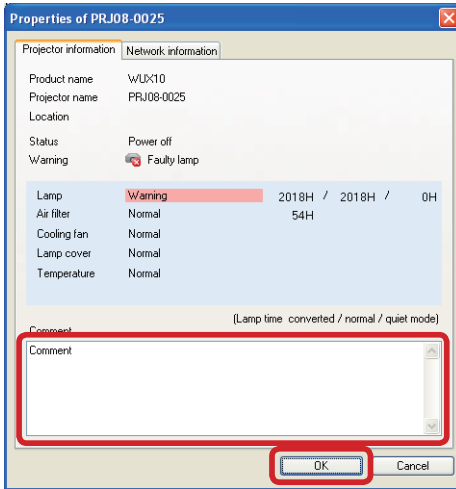 Properties of PRJ08-0025
Projector information Network information
Product name WUX10
Projector name PRJ08-0025
Location
Status Power off
Warning Faulty lamp
Lamp Warning 2018H / 2018H / 0H
Air filter Normal 54H
Cooling fan Normal
Lamp cover Normal
Temperature Normal
(Lamp time converted / normal / quiet mode)
Comment
Comment
OK Cancel